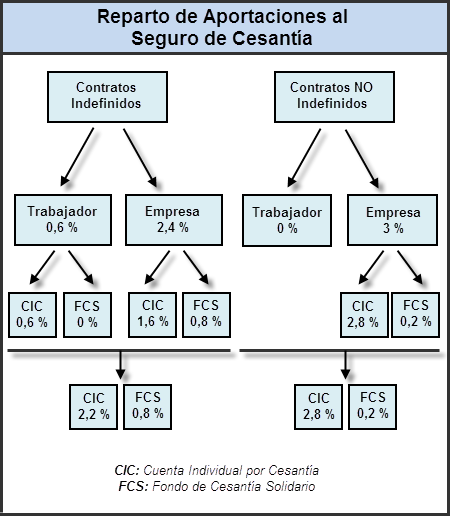 Reparto de Aportaciones al
Seguro de Cesantía
Contratos
Indefinidos
Contratos NO
Indefinidos
Trabajador
0,6 %
Empresa
2,4 %
Trabajador
0 %
Empresa
3 %
CIC
0,6 %
FCS
0 %
CIC
1,6 %
FCS
0,8 %
CIC
2,8 %
FCS
0,2 %
CIC
2,2 %
FCS
0,8 %
CIC
2,8 %
FCS
0,2 %
CIC: Cuenta Individual por Cesantía
FCS: Fondo de Cesantía Solidario